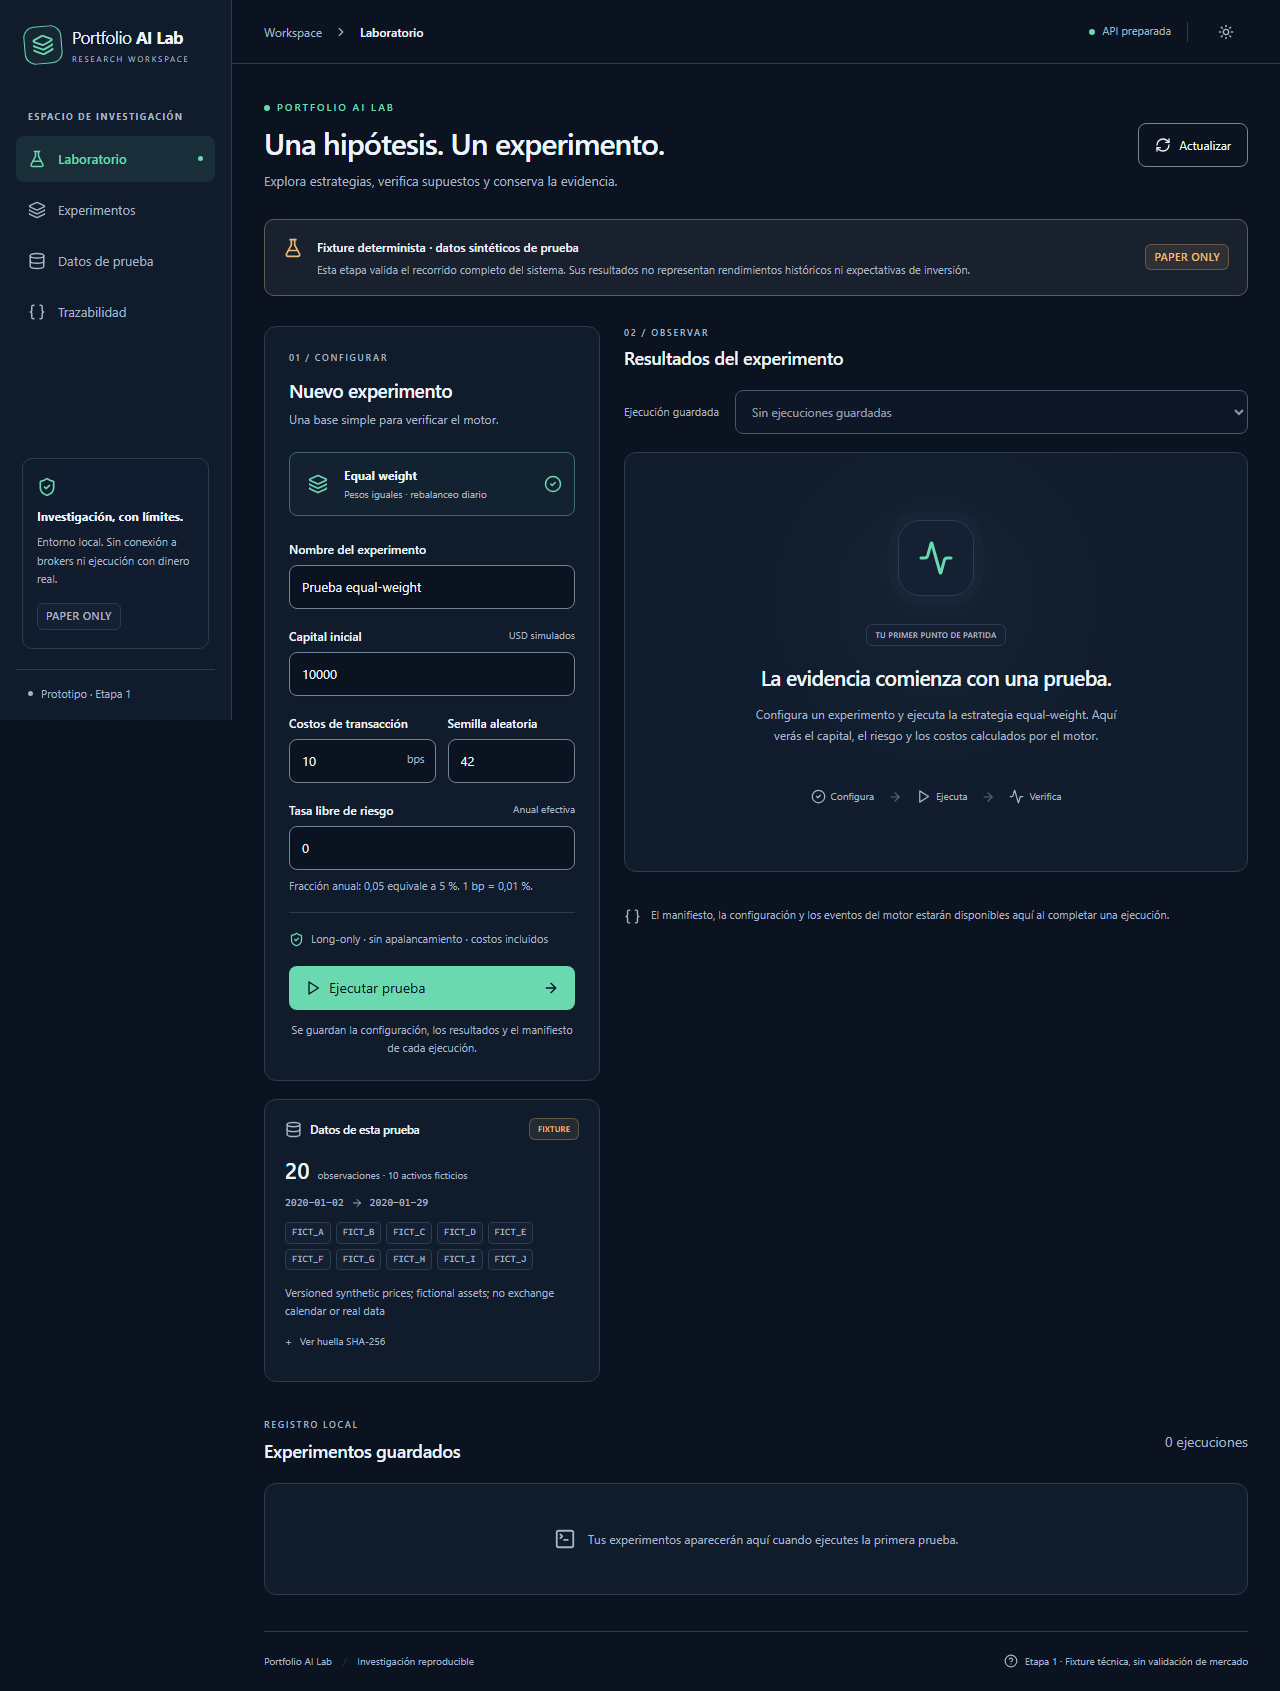 Portfolio AI Lab
RESEARCH WORKSPACE
ESPACIO DE INVESTIGACIÓN
Laboratorio
Experimentos
Datos de prueba
Trazabilidad
Investigación, con límites.
Entorno local. Sin conexión a
brokers ni ejecución con dinero
real.
PAPER ONLY
Prototipo · Etapa 1
Workspace > Laboratorio
API preparada
PORTFOLIO AI LAB
Una hipótesis. Un experimento.
Explora estrategias, verifica supuestos y conserva la evidencia.
Actualizar
Fixture determinista · datos sintéticos de prueba
Esta etapa valida el recorrido completo del sistema. Sus resultados no representan rendimientos históricos ni expectativas de inversión.
PAPER ONLY
01 / CONFIGURAR
Nuevo experimento
Una base simple para verificar el motor.
Equal weight
Pesos iguales · rebalanceo diario
Nombre del experimento
Prueba equal-weight
Capital inicial USD simulados
10000
Costos de transacción Semilla aleatoria
10 bps 42
Tasa libre de riesgo Anual efectiva
0
Fracción anual: 0,05 equivale a 5 %. 1 bp = 0,01 %.
Long-only · sin apalancamiento · costos incluidos
Ejecutar prueba
Se guardan la configuración, los resultados y el manifiesto
de cada ejecución.
02 / OBSERVAR
Resultados del experimento
Ejecución guardada Sin ejecuciones guardadas
TU PRIMER PUNTO DE PARTIDA
La evidencia comienza con una prueba.
Configura un experimento y ejecuta la estrategia equal-weight. Aquí
verás el capital, el riesgo y los costos calculados por el motor.
Configura → Ejecuta → Verifica
{ } El manifiesto, la configuración y los eventos del motor estarán disponibles aquí al completar una ejecución.
Datos de esta prueba FIXTURE
20 observaciones · 10 activos ficticios
2020-01-02 → 2020-01-29
FICT_A FICT_B FICT_C FICT_D FICT_E
FICT_F FICT_G FICT_H FICT_I FICT_J
Versioned synthetic prices; fictional assets; no exchange
calendar or real data
+ Ver huella SHA-256
REGISTRO LOCAL
Experimentos guardados
0 ejecuciones
Tus experimentos aparecerán aquí cuando ejecutes la primera prueba.
Portfolio AI Lab / Investigación reproducible
Etapa 1 · Fixture técnica, sin validación de mercado